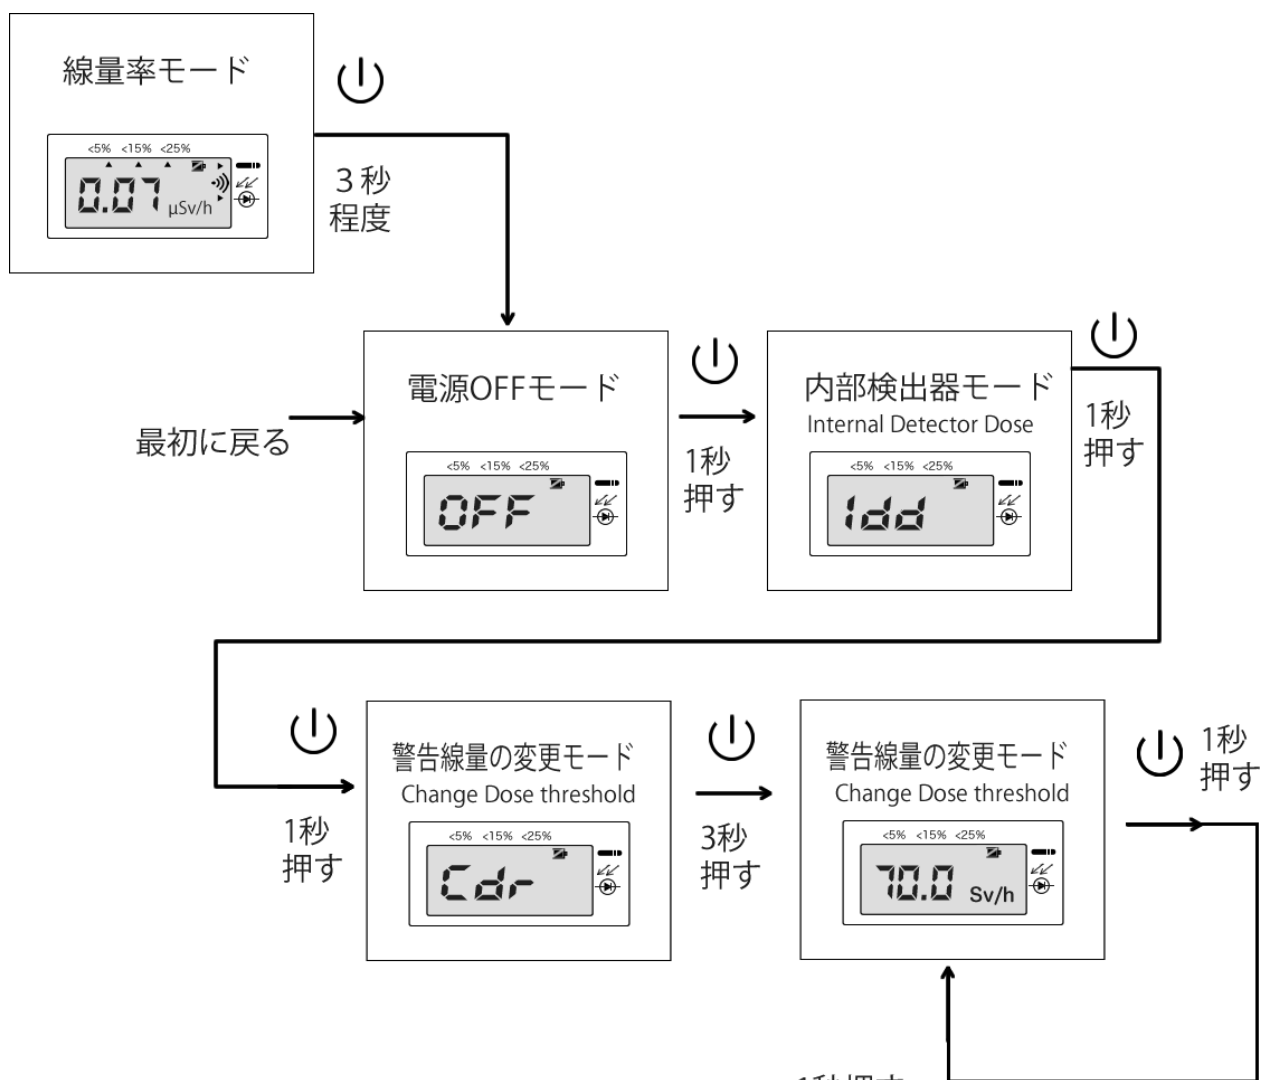 線量率モード
<5% <15% <25%
0.07 μSv/h
3秒
程度
最初に戻る
電源OFFモード
<5% <15% <25%
OFF
1秒
押す
内部検出器モード
Internal Detector Dose
<5% <15% <25%
Idd
1秒
押す
1秒
押す
警告線量の変更モード
Change Dose threshold
<5% <15% <25%
Cdr
3秒
押す
警告線量の変更モード
Change Dose threshold
<5% <15% <25%
70.0 Sv/h
1秒
押す